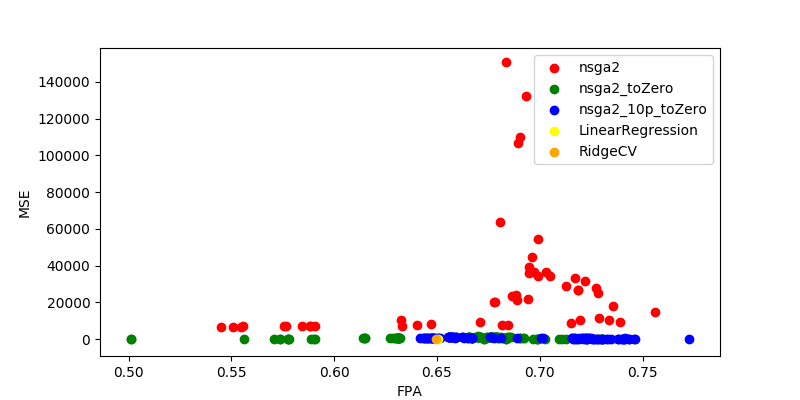 140000
120000
100000
80000
60000
40000
20000
0
MSE
0.50 0.55 0.60 0.65 0.70 0.75
FPA
nsga2
nsga2_toZero
nsga2_10p_toZero
LinearRegression
RidgeCV